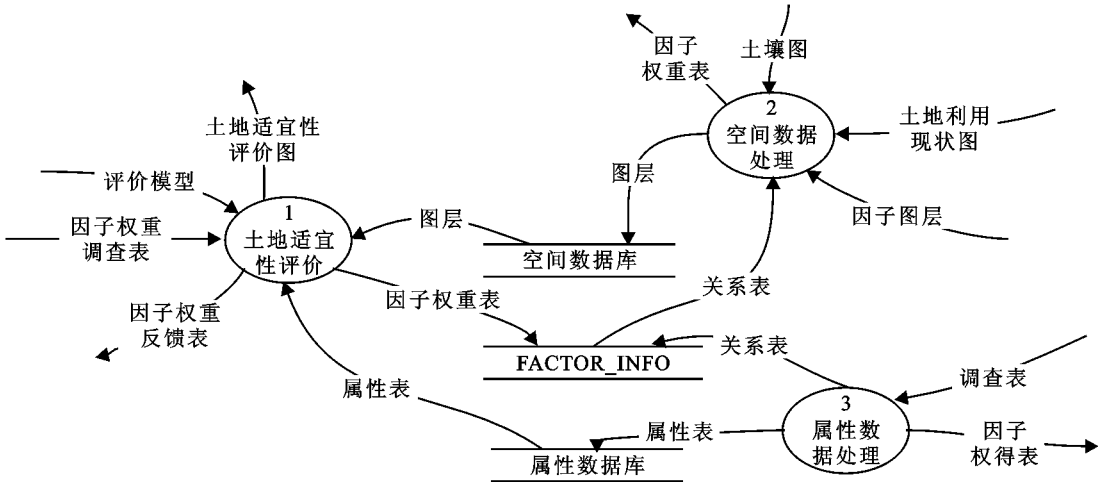 因子
权重表
土壤图
2
空间数据
处理
土地利用
现状图
因子图层
土地适宜性
评价图
评价模型
因子权重
调查表
1
土地适宜
性评价
因子权重
反馈表
图层
图层
空间数据库
因子权重表
关系表
FACTOR_INFO
关系表
调查表
属性表
属性表
属性数据库
3
属性数
据处理
因子
权得表